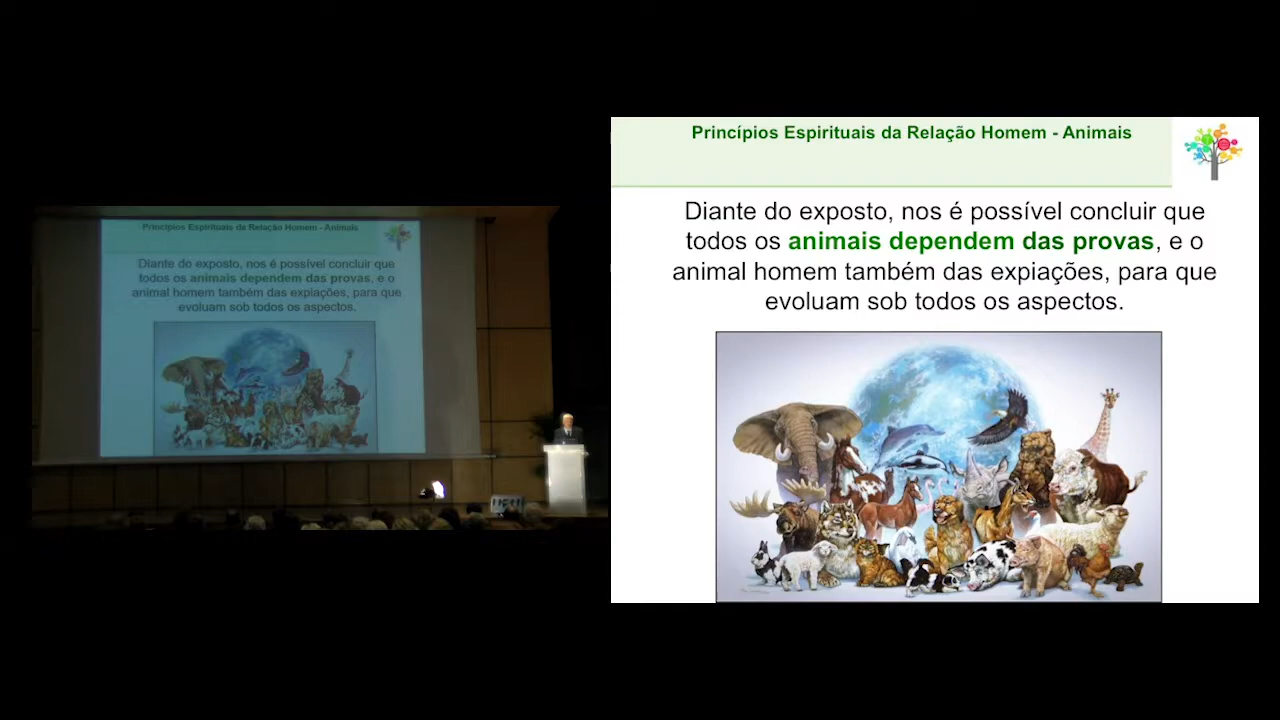 Princípios Espirituais da Relação Homem - Animais
Diante do exposto, nos é possível concluir que
todos os animais dependem das provas, e o
animal homem também das expiações, para que
evoluam sob todos os aspectos.
Princípios Espirituais da Relação Homem - Animais
Diante do exposto, nos é possível concluir que
todos os animais dependem das provas, e o
animal homem também das expiações, para que
evoluam sob todos os aspectos.